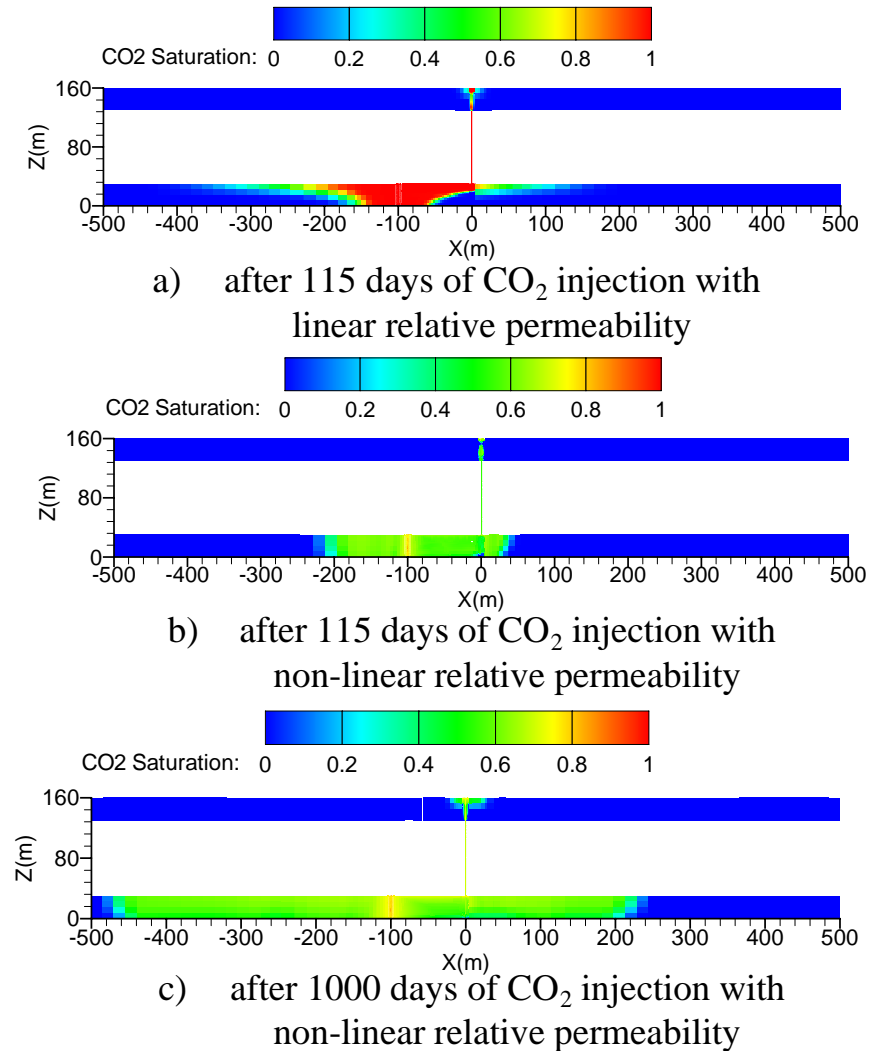 CO2 Saturation: 0 0.2 0.4 0.6 0.8 1
160
80
0
Z(m)
-500 -400 -300 -200 -100 0 100 200 300 400 500
X(m)
a) after 115 days of CO₂ injection with
linear relative permeability
CO2 Saturation: 0 0.2 0.4 0.6 0.8 1
160
80
0
Z(m)
-500 -400 -300 -200 -100 0 100 200 300 400 500
X(m)
b) after 115 days of CO₂ injection with
non-linear relative permeability
CO2 Saturation: 0 0.2 0.4 0.6 0.8 1
160
80
0
Z(m)
-500 -400 -300 -200 -100 0 100 200 300 400 500
X(m)
c) after 1000 days of CO₂ injection with
non-linear relative permeability